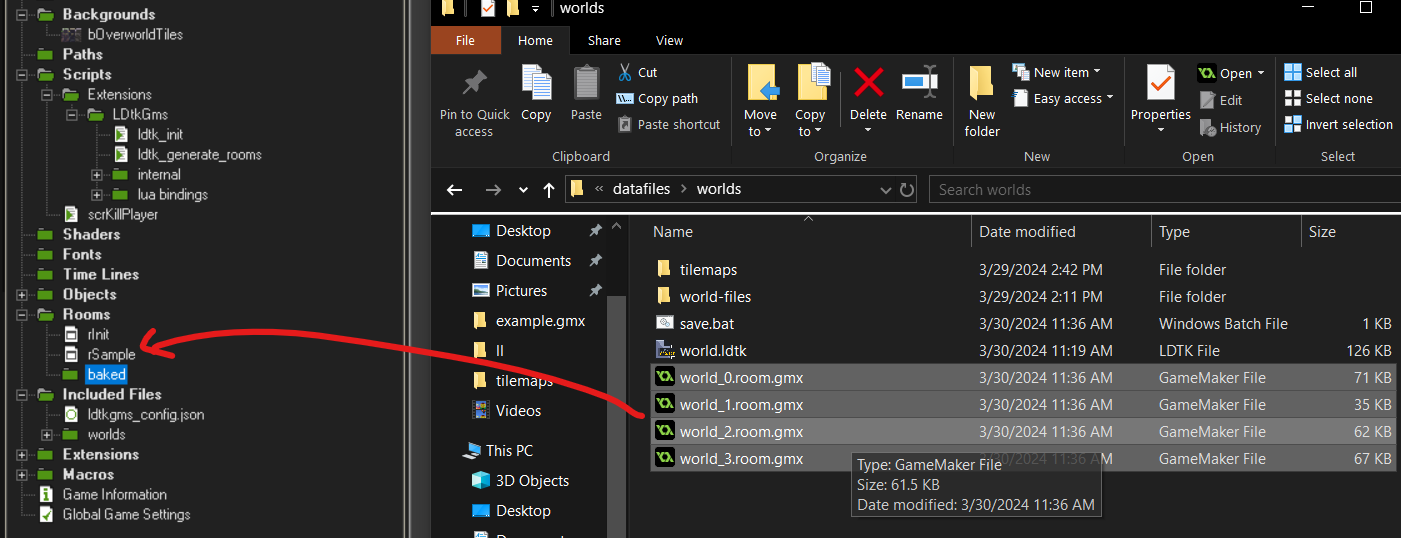 Backgrounds
bOverworldTiles
Paths
Scripts
Extensions
LDtkGms
ldtk_init
ldtk_generate_rooms
internal
lua bindings
scrKillPlayer
Shaders
Fonts
Time Lines
Objects
Rooms
rInit
rSample
baked
Included Files
ldtkgms_config.json
worlds
Extensions
Macros
Game Information
Global Game Settings
worlds
File Home Share View
Pin to Quick access
Copy
Paste
Cut
Copy path
Paste shortcut
Clipboard
Move to
Copy to
Delete
Rename
Organize
New folder
New item
Easy access
New
Properties
Open
Edit
History
Open
Select all
Select none
Invert selection
Select
« datafiles > worlds
Search worlds
Desktop
Documents
Pictures
example.gmx
tilemaps
Videos
This PC
3D Objects
Desktop
Name Date modified Type Size
tilemaps 3/29/2024 2:42 PM File folder
world-files 3/29/2024 2:11 PM File folder
save.bat 3/30/2024 11:36 AM Windows Batch File 1 KB
world.ldtk 3/30/2024 11:19 AM LDTK File 126 KB
world_0.room.gmx 3/30/2024 11:36 AM GameMaker File 71 KB
world_1.room.gmx 3/30/2024 11:36 AM GameMaker File 35 KB
world_2.room.gmx 3/30/2024 11:36 AM GameMaker File 62 KB
world_3.room.gmx 3/30/2024 11:36 AM GameMaker File 67 KB
Type: GameMaker File
Size: 61.5 KB
Date modified: 3/30/2024 11:36 AM